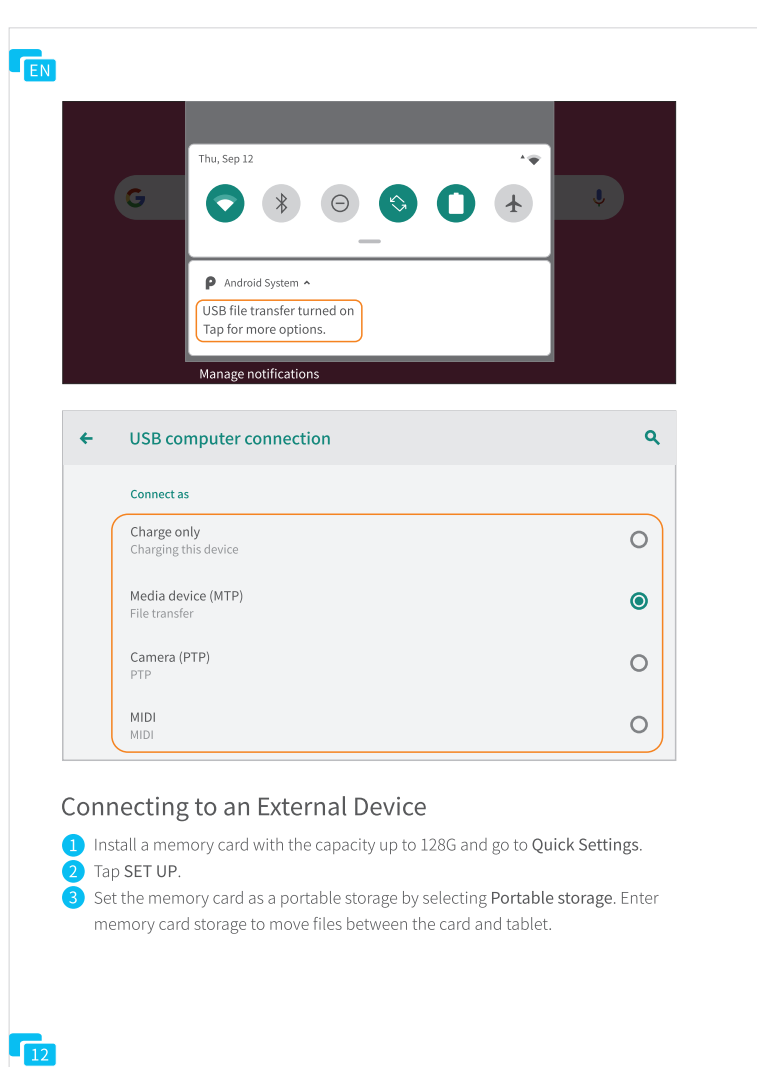 EN
Thu, Sep 12
G
Android System
USB file transfer turned on
Tap for more options.
Manage notifications
USB computer connection
Connect as
Charge only
Charging this device
Media device (MTP)
File transfer
Camera (PTP)
PTP
MIDI
MIDI
Connecting to an External Device
1 Install a memory card with the capacity up to 128G and go to Quick Settings.
2 Tap SET UP.
3 Set the memory card as a portable storage by selecting Portable storage. Enter
memory card storage to move files between the card and tablet.
12